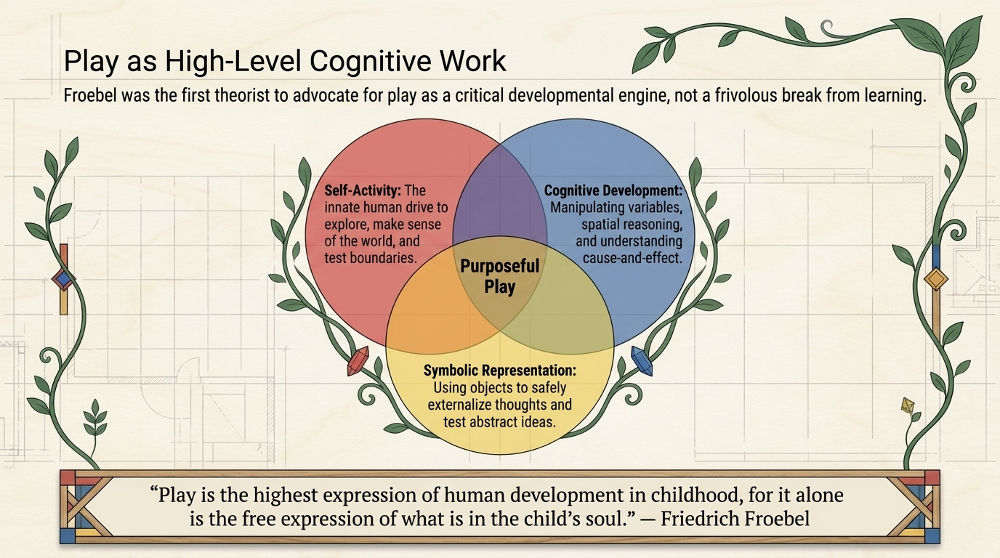 Play as High-Level Cognitive Work
Froebel was the first theorist to advocate for play as a critical developmental engine, not a frivolous break from learning.
Self-Activity: The
innate human drive to
explore, make sense
of the world, and
test boundaries.
Cognitive Development:
Manipulating variables,
spatial reasoning,
and understanding
cause-and-effect.
Purposeful
Play
Symbolic Representation:
Using objects to safely
externalize thoughts and
test abstract ideas.
“Play is the highest expression of human development in childhood, for it alone
is the free expression of what is in the child’s soul.” — Friedrich Froebel